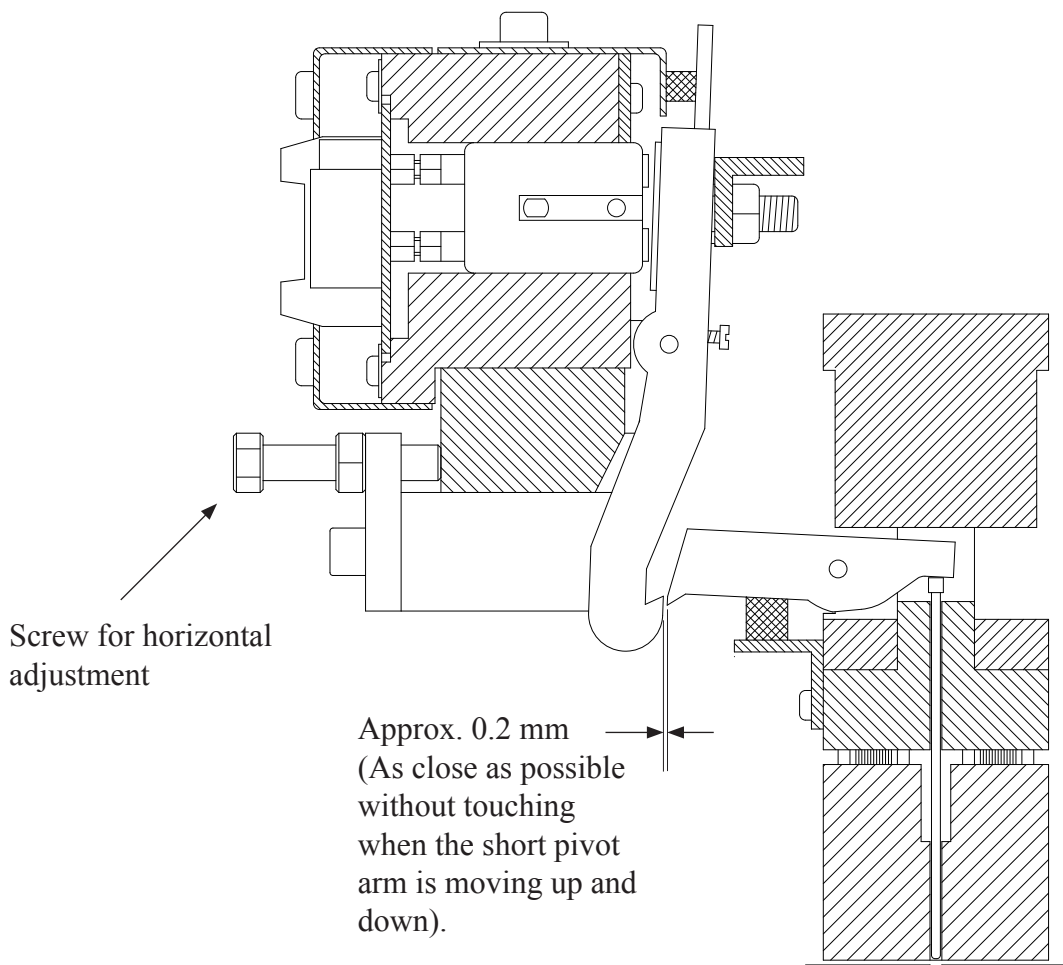 Screw for horizontal
adjustment
Approx. 0.2 mm
(As close as possible
without touching
when the short pivot
arm is moving up and
down).